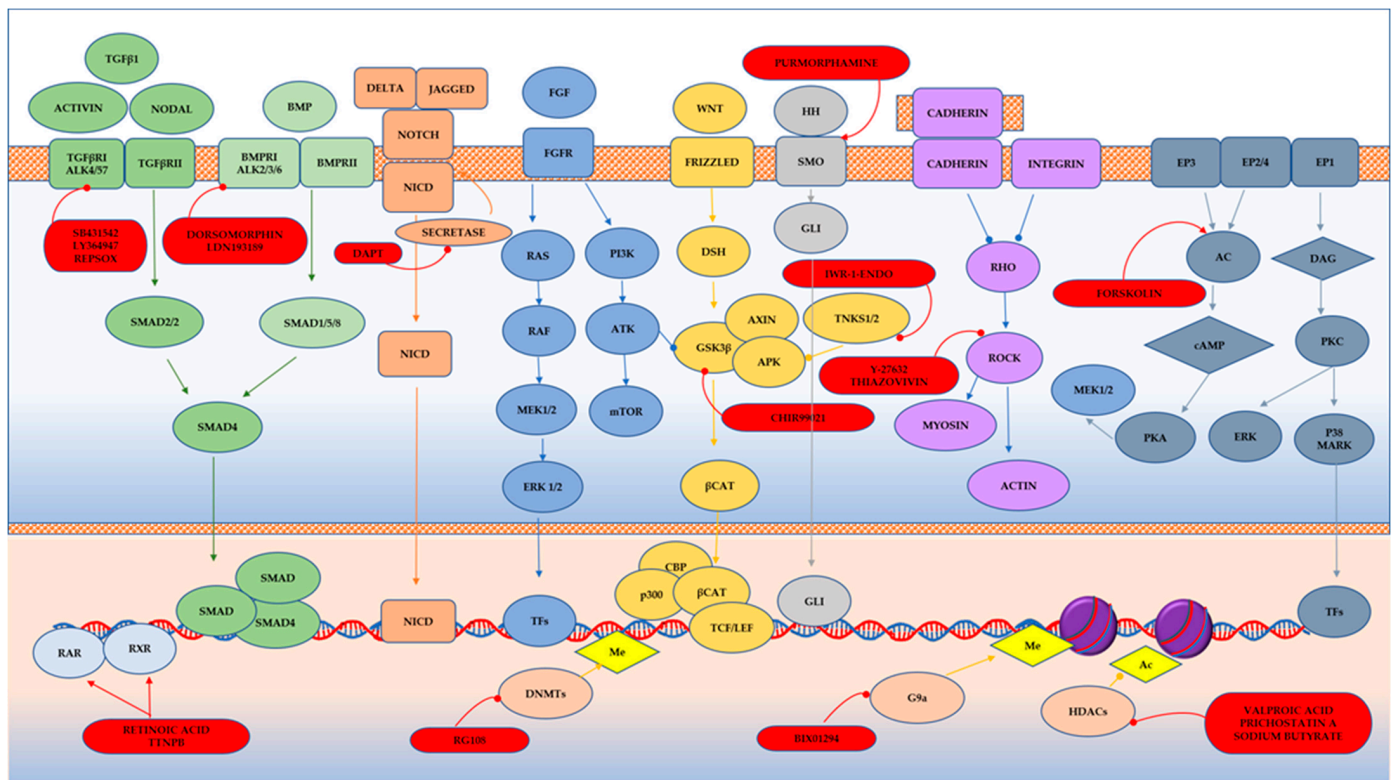 TGFβ1
ACTIVIN
NODAL
TGFβRI
ALK4/57
TGFβRII
SB431542
LY364947
REPSOX
BMP
BMPRI
ALK2/3/6
BMPRII
DORSOMORPHIN
LDN193189
SMAD2/2
SMAD1/5/8
SMAD4
DELTA
JAGGED
NOTCH
NICD
SECRETASE
DAPT
NICD
FGF
FGFR
RAS
PI3K
RAF
ATK
MEK1/2
mTOR
ERK 1/2
WNT
FRIZZLED
DSH
AXIN
GSK3β
APK
TNKS1/2
IWR-1-ENDO
CHIR99021
βCAT
PURMORPHAMINE
HH
SMO
GLI
CADHERIN
CADHERIN
INTEGRIN
RHO
Y-27632
THIAZOVIVIN
ROCK
MYOSIN
ACTIN
EP3
EP2/4
EP1
AC
DAG
FORSKOLIN
cAMP
PKC
MEK1/2
PKA
ERK
P38
MARK
SMAD
SMAD
SMAD4
RAR
RXR
RETINOIC ACID
TTNPB
NICD
TFs
Me
DNMTs
RG108
CBP
p300
βCAT
TCF/LEF
GLI
Me
G9a
BIX01294
Ac
HDACs
VALPROIC ACID
PRICHOSTATIN A
SODIUM BUTYRATE
TFs